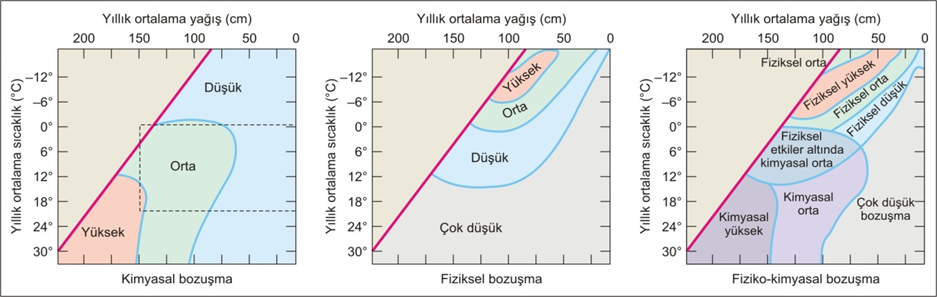 Yıllık ortalama yağış (cm)
200 150 100 50 0
Yıllık ortalama sıcaklık (°C)
–12°
–6°
0°
6°
12°
18°
24°
30°
Düşük
Orta
Yüksek
Kimyasal bozuşma
Yıllık ortalama yağış (cm)
200 150 100 50 0
Yıllık ortalama sıcaklık (°C)
–12°
–6°
0°
6°
12°
18°
24°
30°
Yüksek
Orta
Düşük
Çok düşük
Fiziksel bozuşma
Yıllık ortalama yağış (cm)
200 150 100 50 0
Yıllık ortalama sıcaklık (°C)
–12°
–6°
0°
6°
12°
18°
24°
30°
Fiziksel orta
Fiziksel yüksek
Fiziksel orta
Fiziksel düşük
Fiziksel
etkiler altında
kimyasal orta
Kimyasal
orta
Kimyasal
yüksek
Çok düşük
bozuşma
Fiziko-kimyasal bozuşma